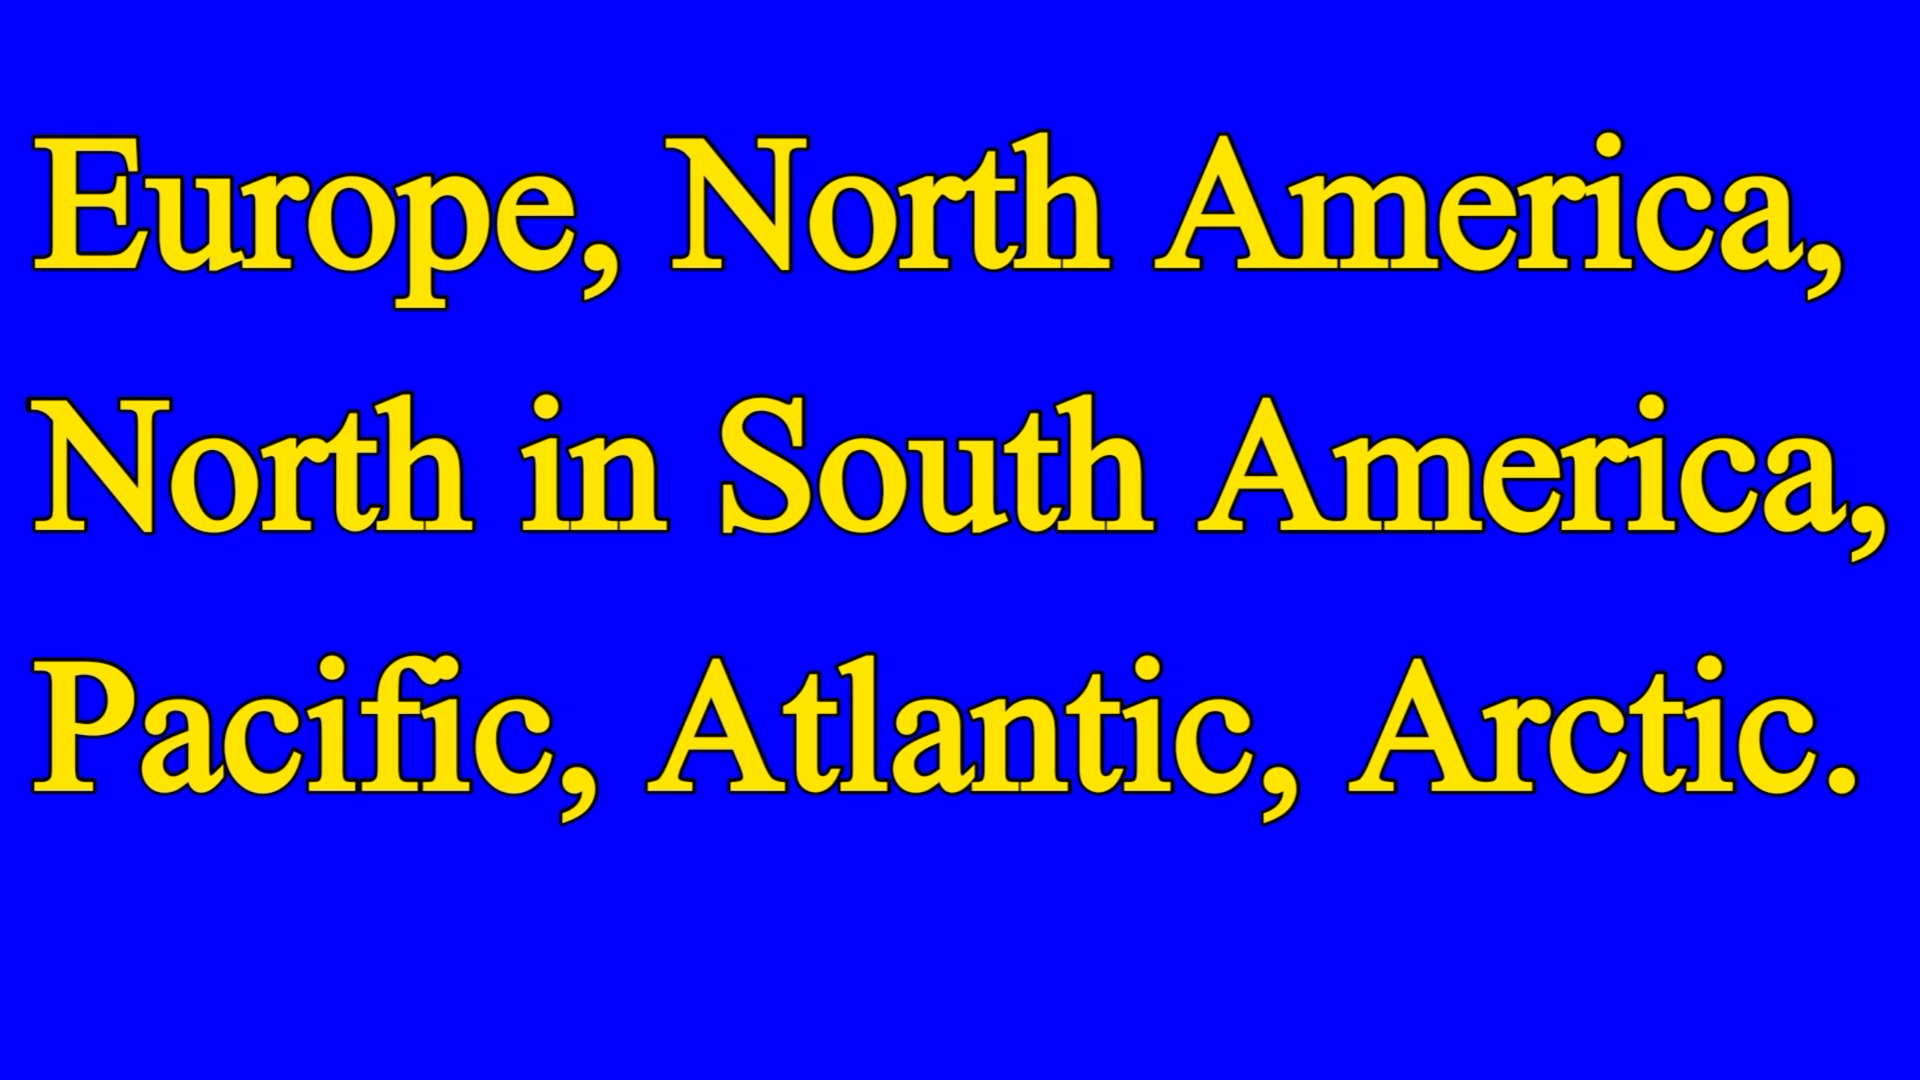 Europe, North America,
North in South America,
Pacific, Atlantic, Arctic.